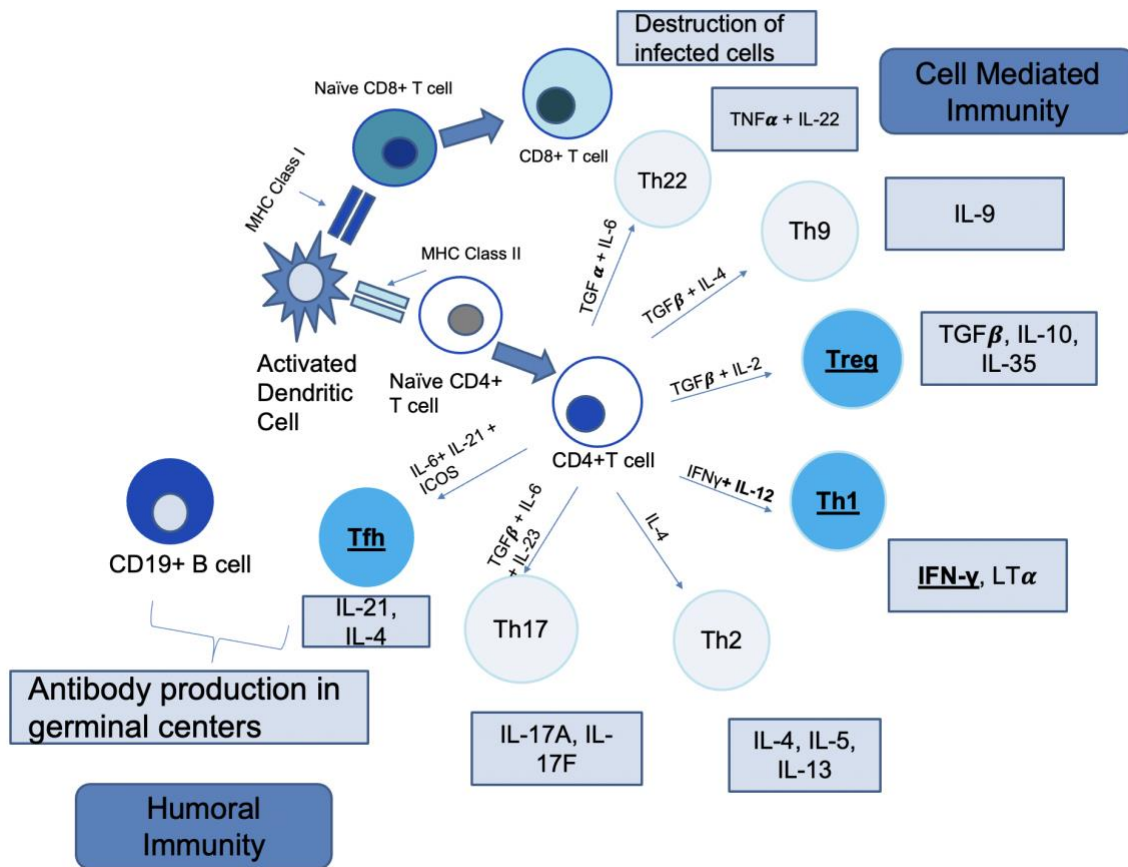 Destruction of
infected cells
Cell Mediated
Immunity
Naïve CD8+ T cell
CD8+ T cell
TNFα + IL-22
Th22
MHC Class I
Th9
IL-9
MHC Class II
TGF α + IL-6
TGFβ + IL-4
Activated
Dendritic
Cell
Naïve CD4+
T cell
TGFβ + IL-2
Treg
TGFβ, IL-10,
IL-35
CD4+T cell
IL-6+ IL-21 +
ICOS
IFNγ+ IL-12
Th1
IFN-γ, LTα
CD19+ B cell
Tfh
IL-21,
IL-4
TGFβ + IL-6
+ IL-23
IL-4
Th17
Th2
Antibody production in
germinal centers
IL-17A, IL-
17F
IL-4, IL-5,
IL-13
Humoral
Immunity